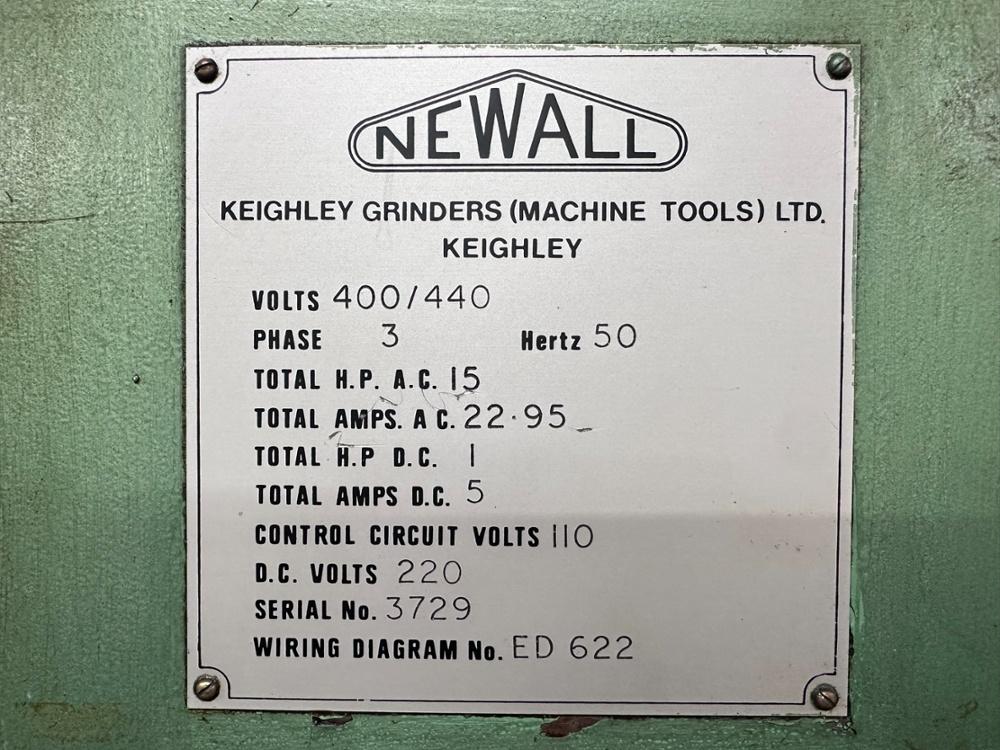 NEWALL
KEIGHLEY GRINDERS (MACHINE TOOLS) LTD.
KEIGHLEY
VOLTS 400/440
PHASE 3 Hertz 50
TOTAL H.P. A.C. 15
TOTAL AMPS. A C. 22·95
TOTAL H.P D.C. 1
TOTAL AMPS D.C. 5
CONTROL CIRCUIT VOLTS 110
D.C. VOLTS 220
SERIAL No. 3729
WIRING DIAGRAM No. ED 622